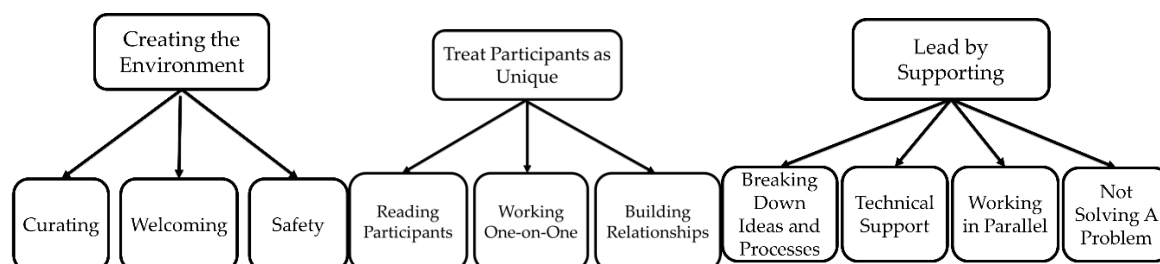 Creating the
Environment
Treat Participants as
Unique
Lead by
Supporting
Curating
Welcoming
Safety
Reading
Participants
Working
One-on-One
Building
Relationships
Breaking
Down
Ideas and
Processes
Technical
Support
Working
in Parallel
Not
Solving A
Problem